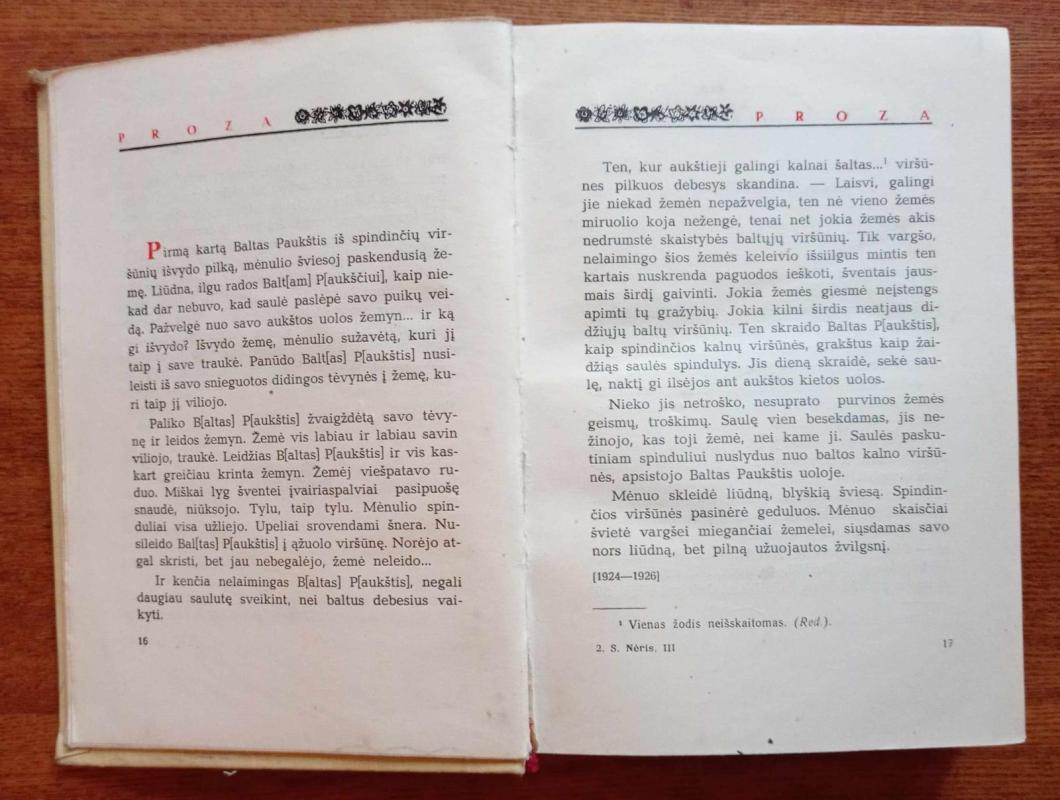 PROZA
Pirmą kartą Baltas Paukštis iš spindinčių vir-
šūnių išvydo pilką, mėnulio šviesoj paskendusią že-
mę. Liūdna, ilgu rados Balt[am] P[aukščiui], kaip nie-
kad dar nebuvo, kad saulė paslėpė savo puikų vei-
dą. Pažvelgė nuo savo aukštos uolos žemyn... ir ką
gi išvydo? Išvydo žemę, mėnulio sužavėtą, kuri jį
taip į save traukė. Panūdo Balt[as] P[aukštis] nusi-
leisti iš savo snieguotos didingos tėvynės į žemę, ku-
ri taip jį viliojo.
Paliko B[altas] P[aukštis] žvaigždėtą savo tėvy-
nę ir leidos žemyn. Žemė vis labiau ir labiau savin
viliojo, traukė. Leidžias B[altas] P[aukštis] ir vis kas-
kart greičiau krinta žemyn. Žemėj viešpatavo ru-
duo. Miškai lyg šventei įvairiaspalviai pasipuošę
snaudė, niūksojo. Tylu, taip tylu. Mėnulio spin-
duliai visa užliejo. Upeliai srovendami šnera. Nu-
sileido Bal[tas] P[aukštis] į ąžuolo viršūnę. Norėjo at-
gal skristi, bet jau nebegalėjo, žemė neleido...
Ir kenčia nelaimingas B[altas] P[aukštis], negali
daugiau saulutę sveikint, nei baltus debesius vai-
kyti.
16
PROZA
Ten, kur aukštieji galingi kalnai šaltas...¹ viršū-
nes pilkuos debesys skandina. — Laisvi, galingi
jie niekad žemėn nepažvelgia, ten nė vieno žemės
miruolio koja nežengė, tenai net jokia žemės akis
nedrumstė skaistybės baltųjų viršūnių. Tik vargšo,
nelaimingo šios žemės keleivio išsiilgus mintis ten
kartais nuskrenda paguodos ieškoti, šventais jaus-
mais širdį gaivinti. Jokia žemės giesmė neįstengs
apimti tų gražybių. Jokia kilni širdis neatjaus di-
džiųjų baltų viršūnių. Ten skraido Baltas P[aukštis],
kaip spindinčios kalnų viršūnės, grakštus kaip žai-
džiąs saulės spindulys. Jis dieną skraidė, sekė sau-
lę, naktį gi ilsėjos ant aukštos kietos uolos.
Nieko jis netroško, nesuprato purvinos žemės
geismų, troškimų. Saulę vien besekdamas, jis ne-
žinojo, kas toji žemė, nei kame ji. Saulės pasku-
tiniam spinduliui nuslydus nuo baltos kalno viršū-
nės, apsistojo Baltas Paukštis uoloje.
Mėnuo skleidė liūdną, blyškią šviesą. Spindin-
čios viršūnės pasinėrė geduluos. Mėnuo skaisčiai
švietė vargšei miegančiai žemelei, siųsdamas savo
nors liūdną, bet pilną užuojautos žvilgsnį.
[1924—1926]
¹ Vienas žodis neišskaitomas. (Red.).
2. S. Nėris, III
17